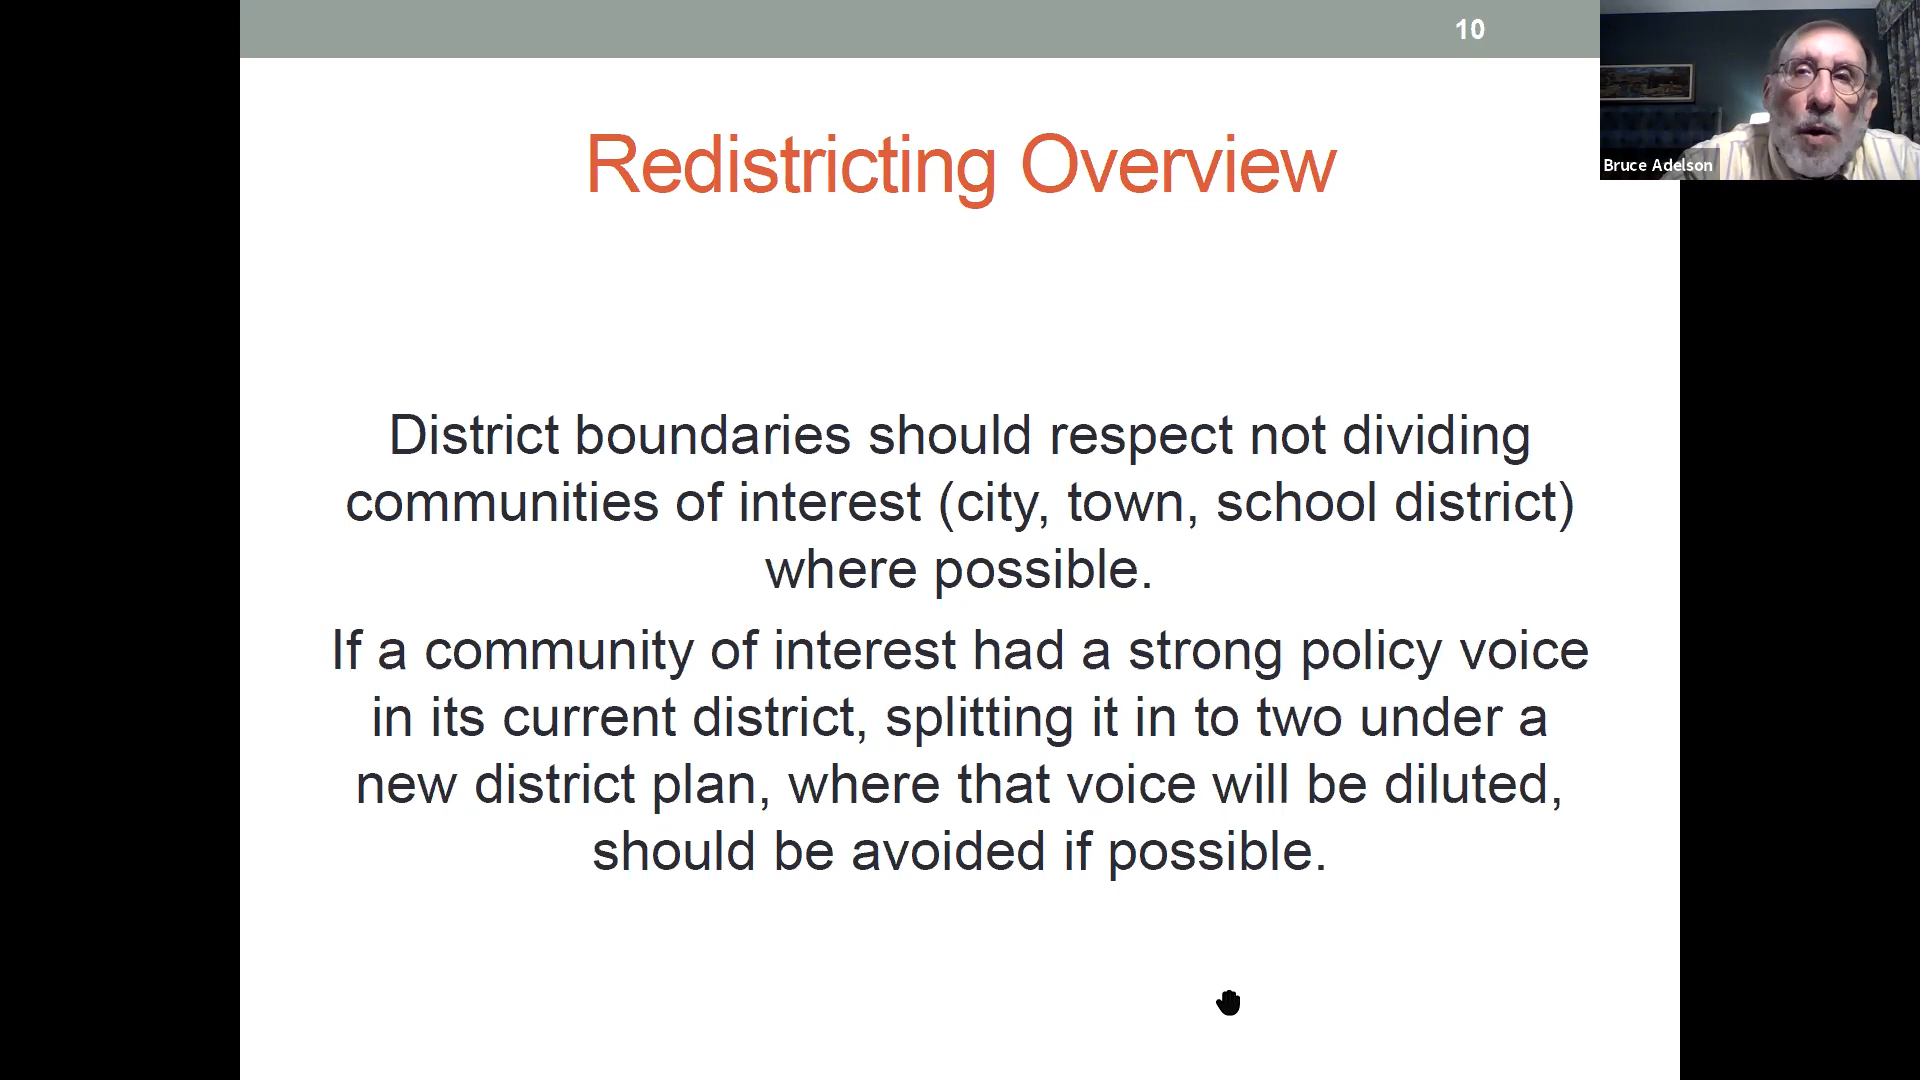 10
Redistricting Overview
Bruce Adelson
District boundaries should respect not dividing
communities of interest (city, town, school district)
where possible.
If a community of interest had a strong policy voice
in its current district, splitting it in to two under a
new district plan, where that voice will be diluted,
should be avoided if possible.